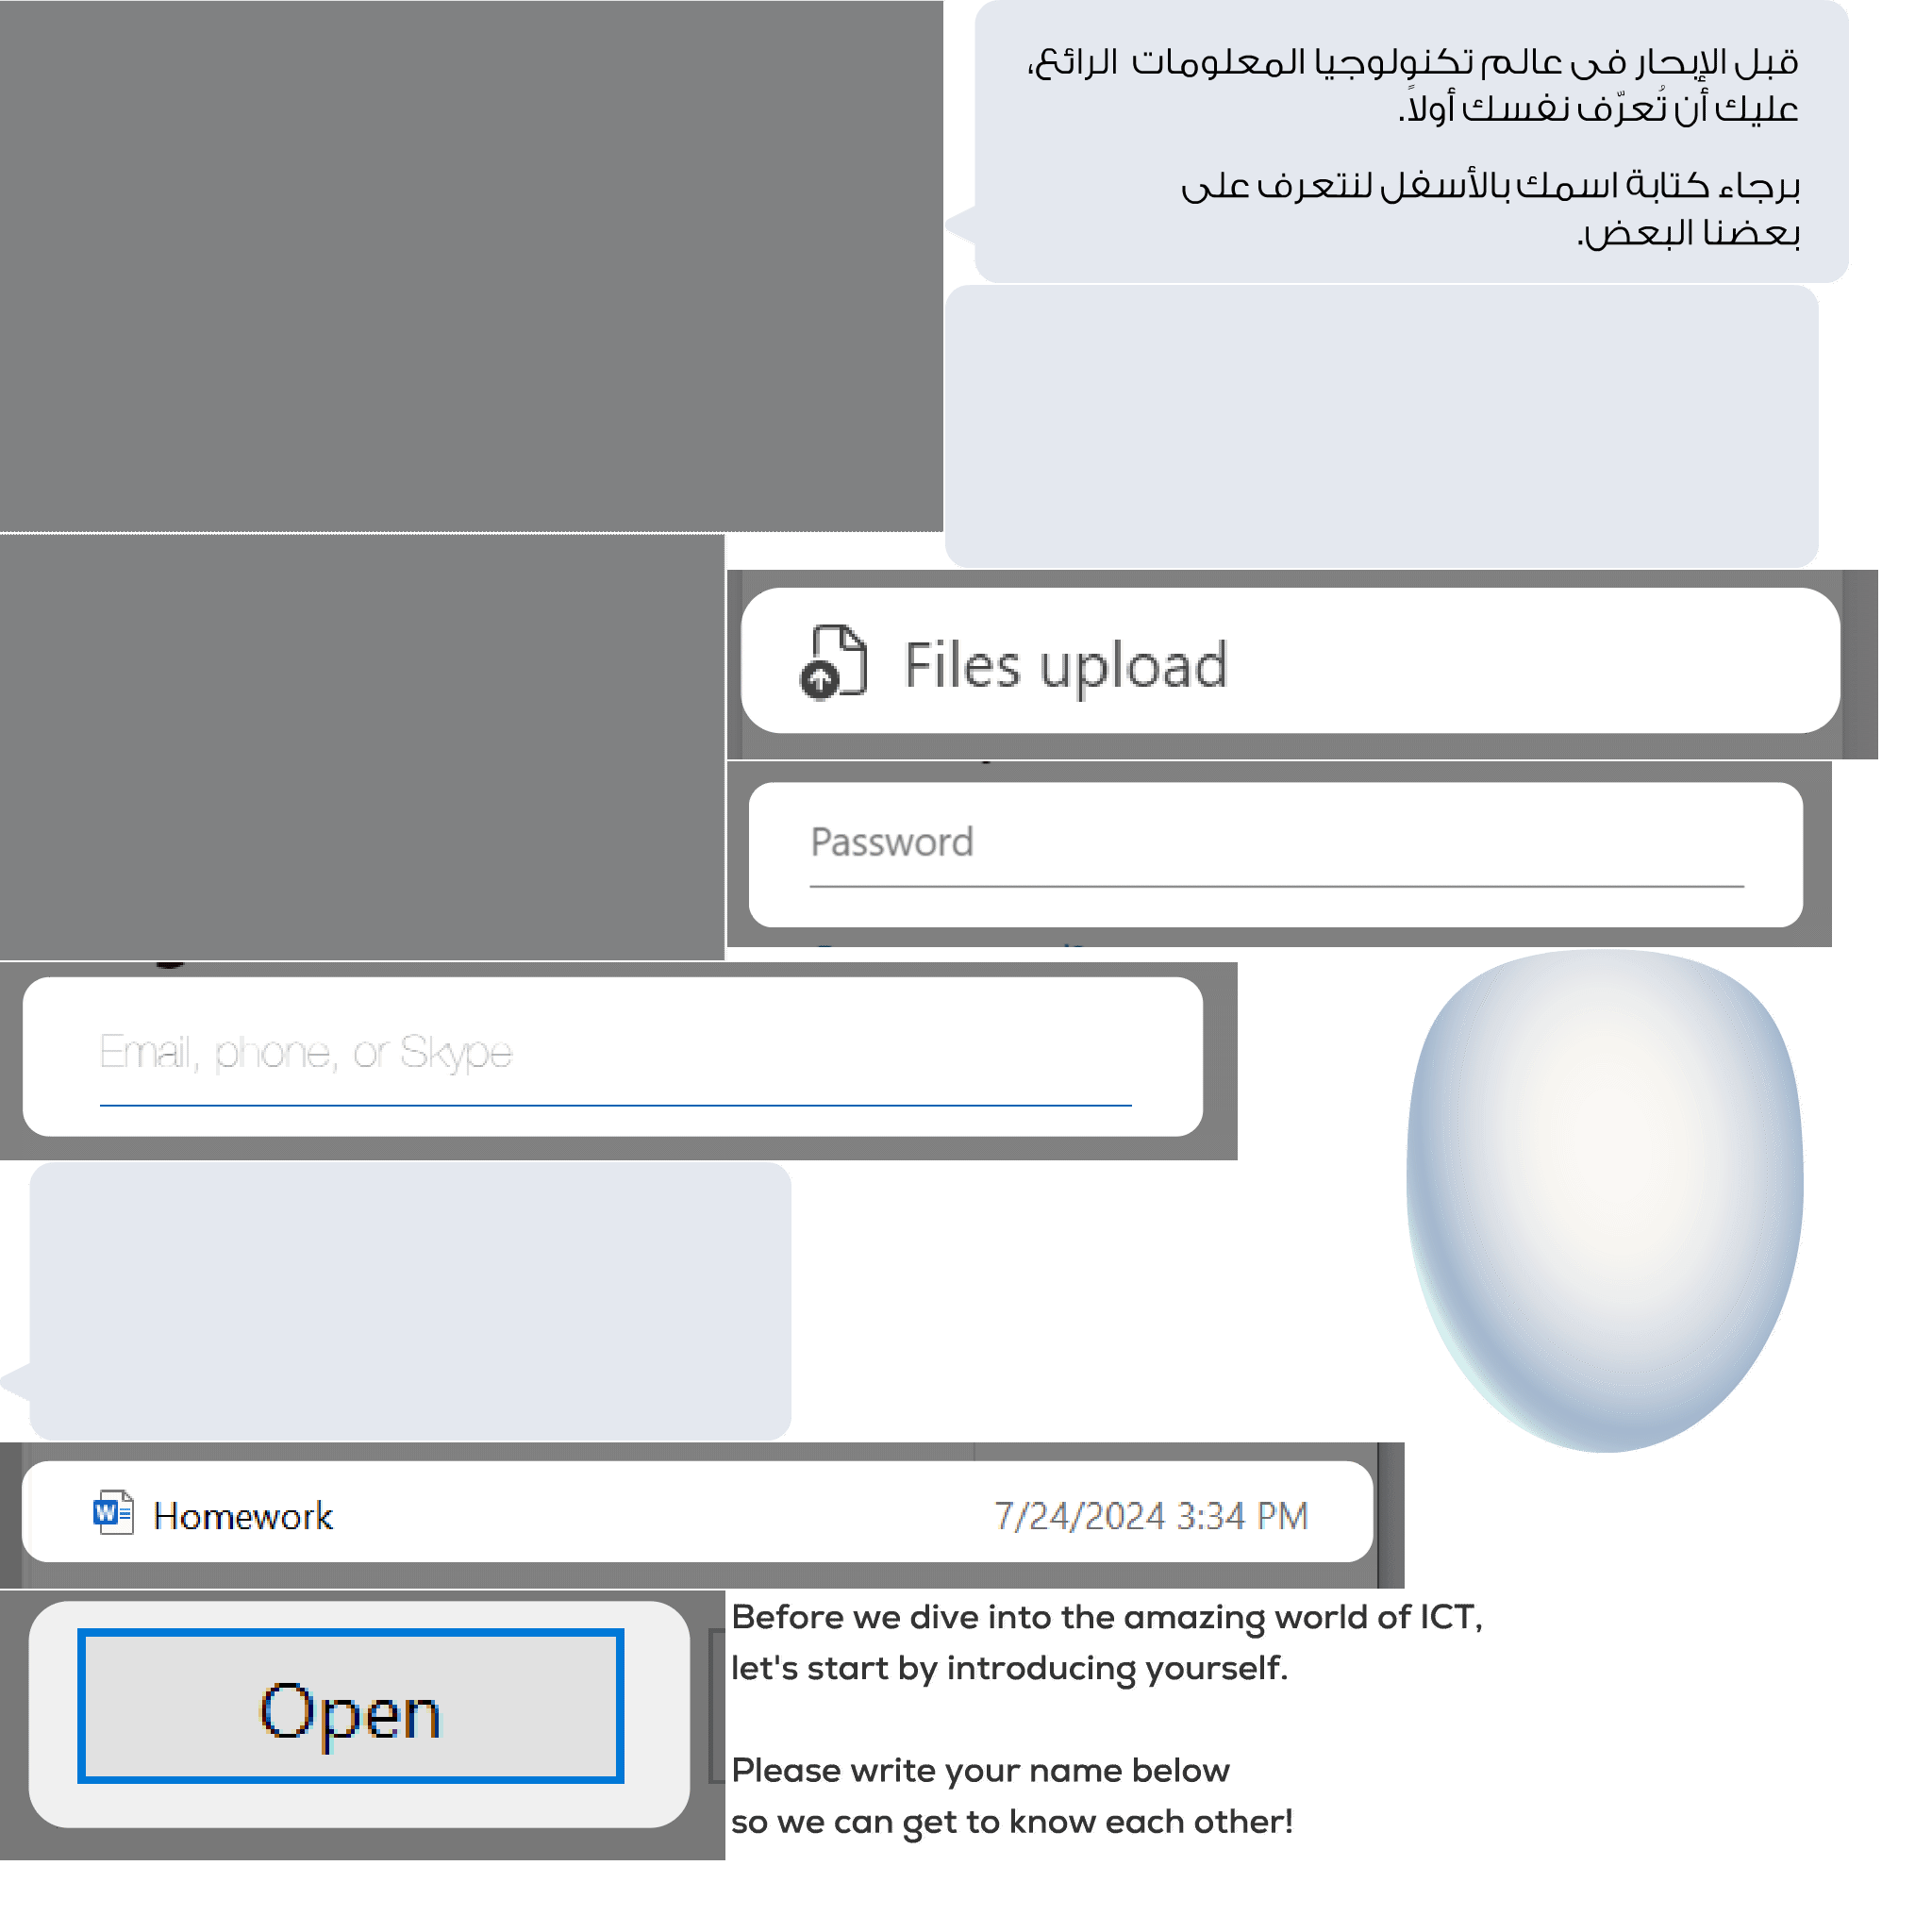 قبل الإبحار فى عالم تكنولوجيا المعلومات الرائع،
عليك أن تُعرّف نفسك أولاً.
برجاء كتابة اسمك بالأسفل لنتعرف على
بعضنا البعض.
Files upload
Password
Email, phone, or Skype
Homework 7/24/2024 3:34 PM
Open
Before we dive into the amazing world of ICT,
let's start by introducing yourself.
Please write your name below
so we can get to know each other!